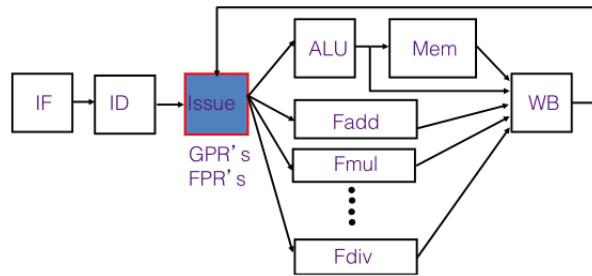 ALU
Mem
IF
ID
Issue
WB
Fadd
GPR's
FPR's
Fmul
Fdiv